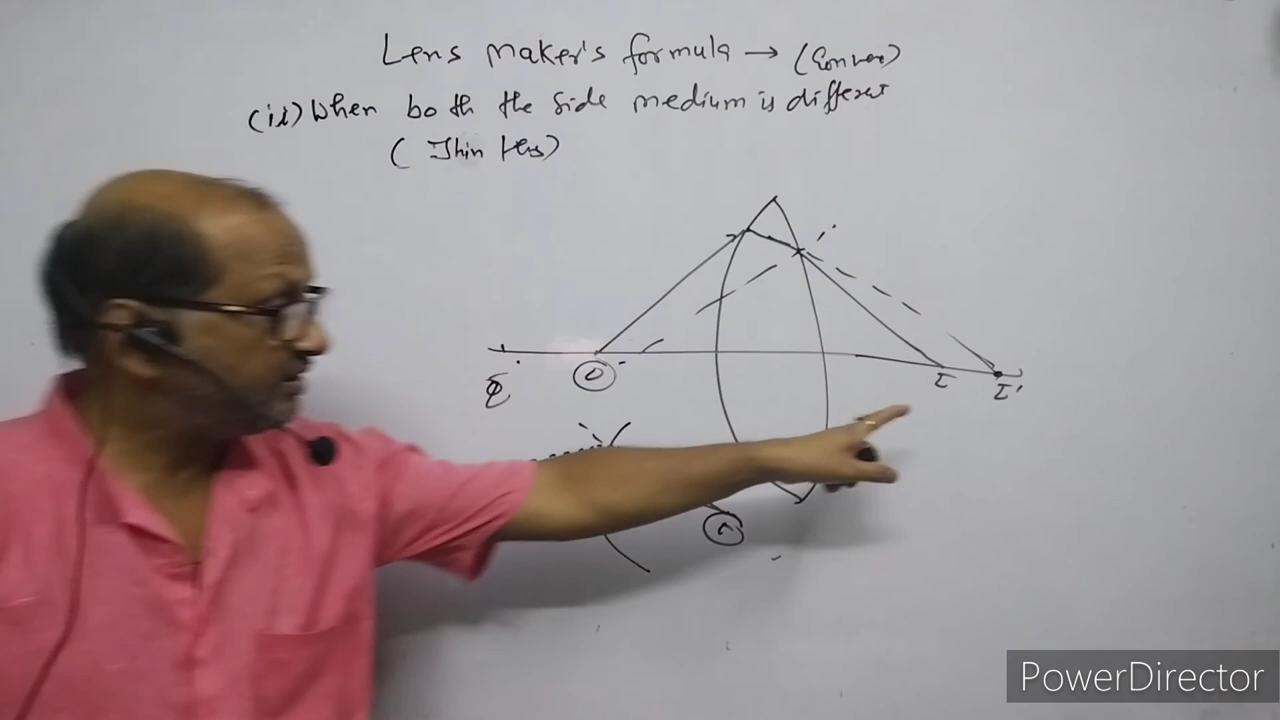 Lens maker's formula → (Convex)
(ii) When both the side medium is different
( Thin lens)
O
I
I'
PowerDirector